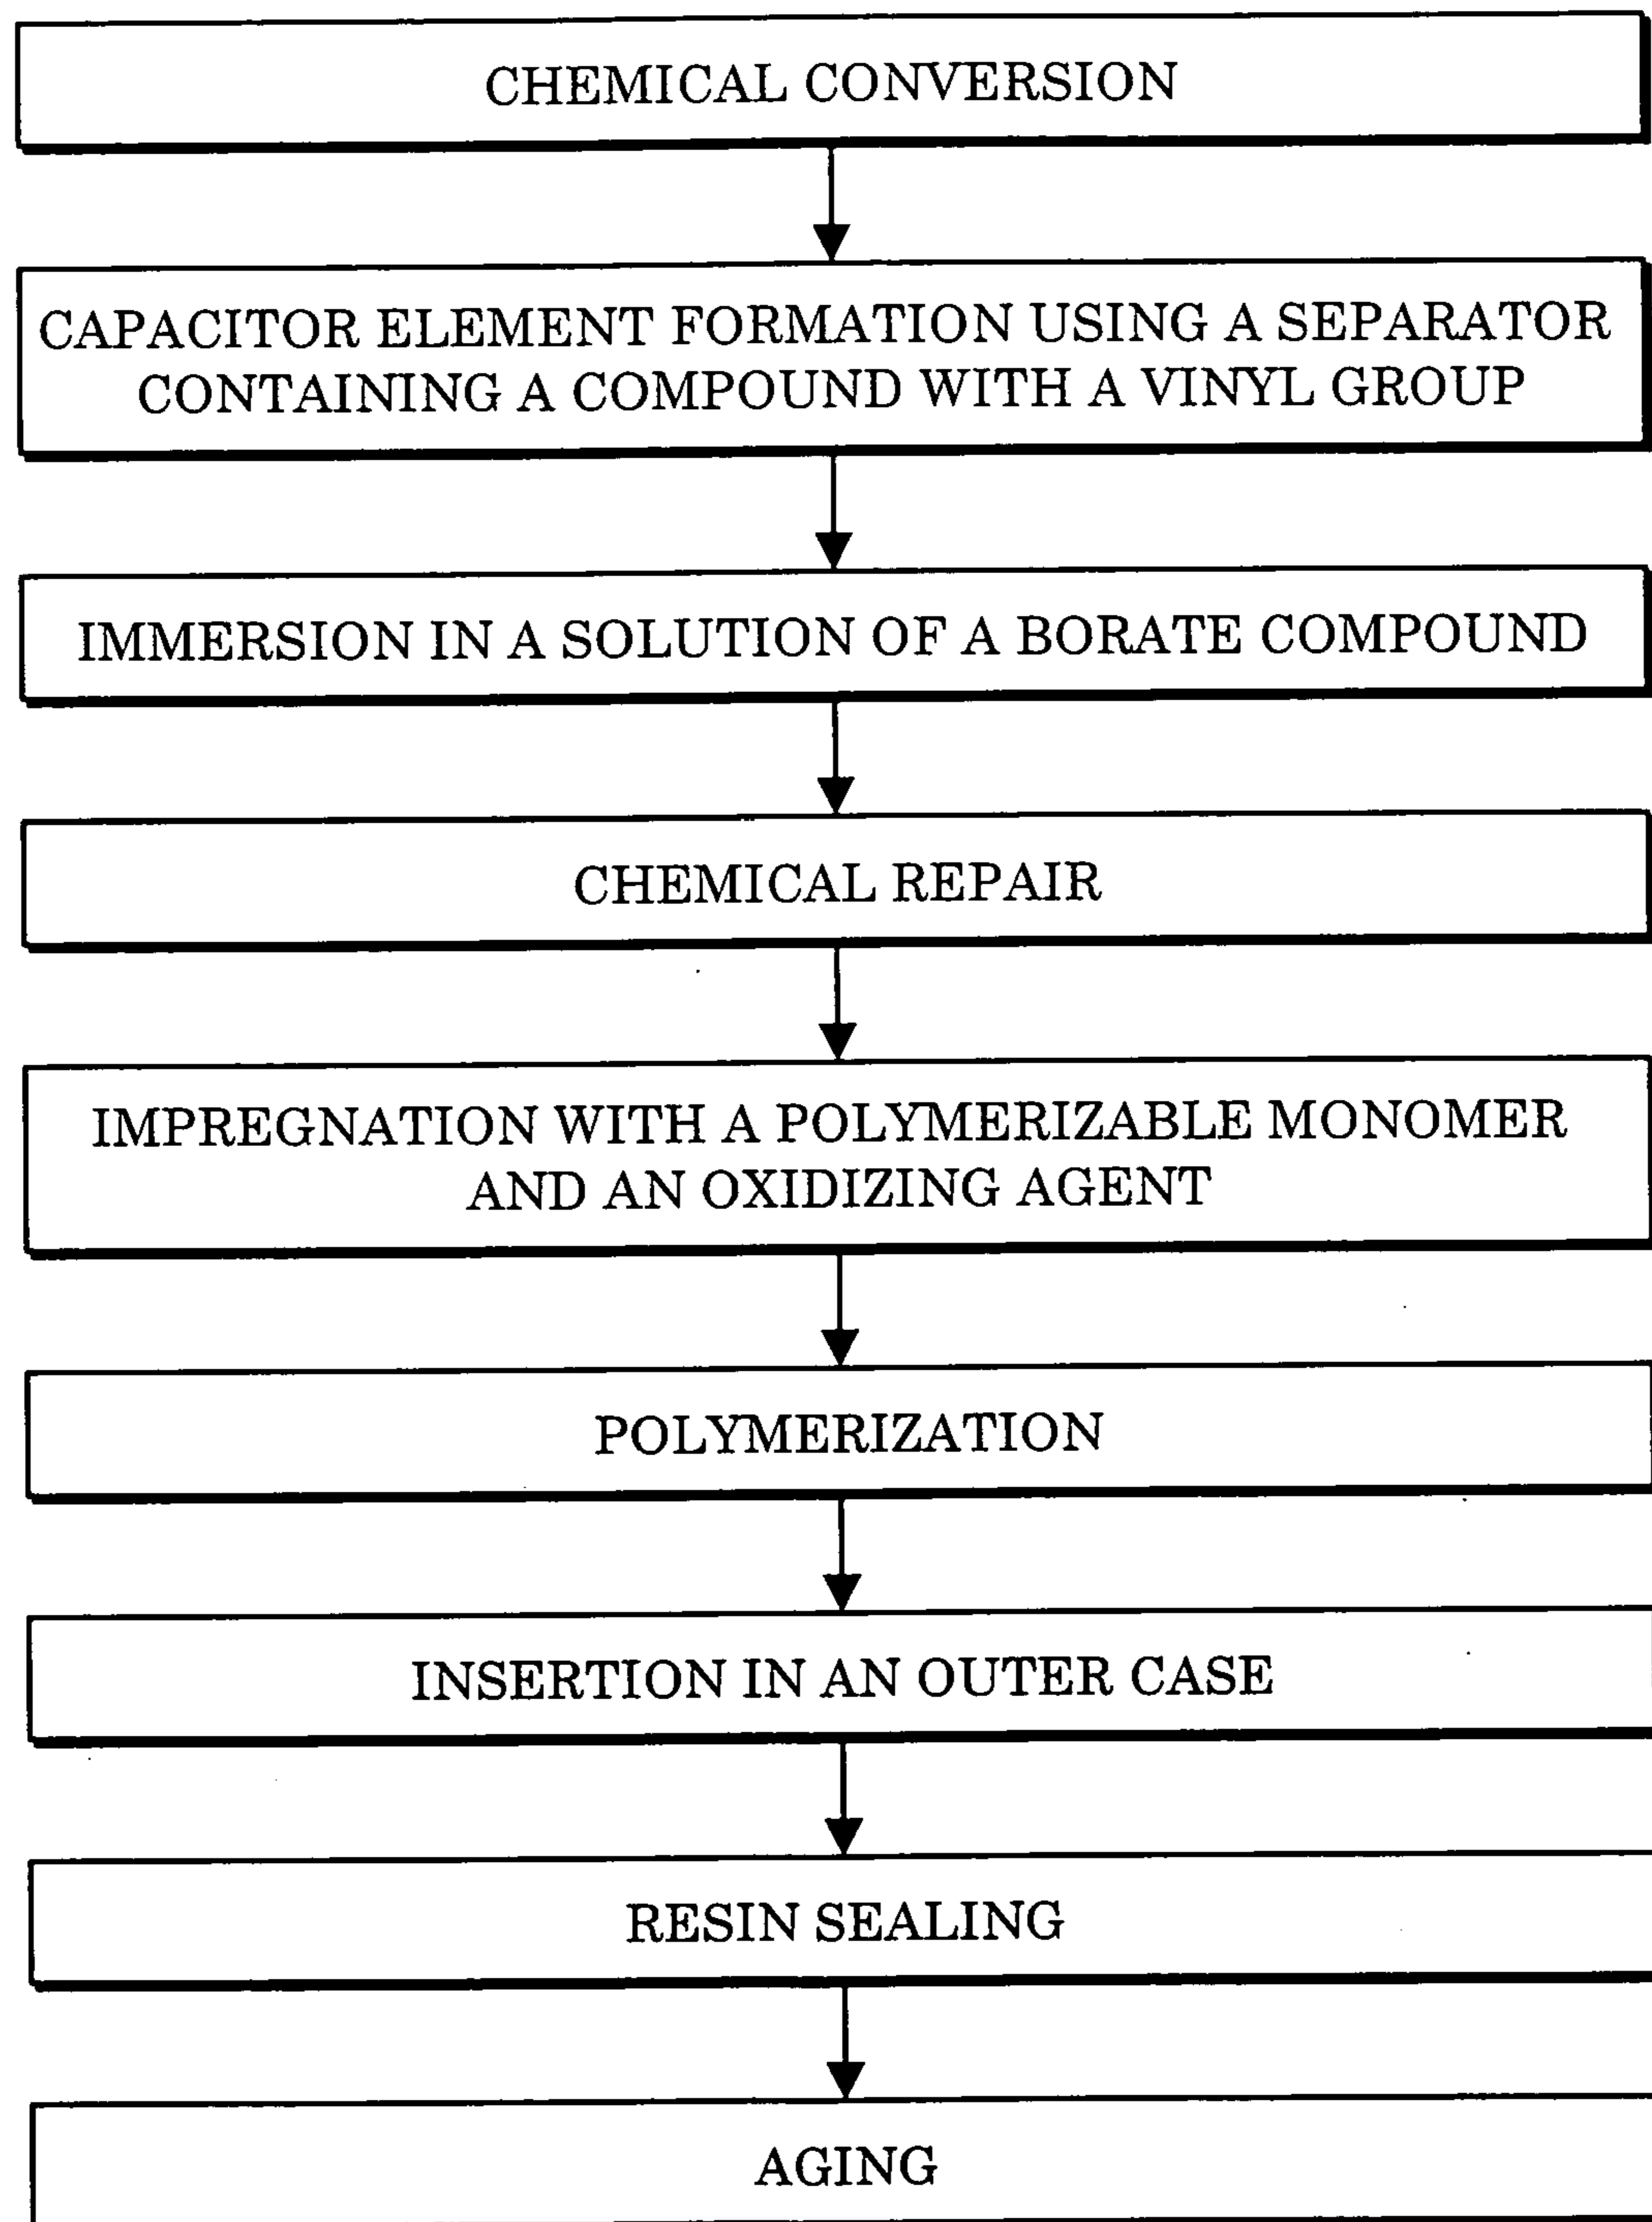 CHEMICAL CONVERSION
CAPACITOR ELEMENT FORMATION USING A SEPARATOR
CONTAINING A COMPOUND WITH A VINYL GROUP
IMMERSION IN A SOLUTION OF A BORATE COMPOUND
CHEMICAL REPAIR
IMPREGNATION WITH A POLYMERIZABLE MONOMER
AND AN OXIDIZING AGENT
POLYMERIZATION
INSERTION IN AN OUTER CASE
RESIN SEALING
AGING